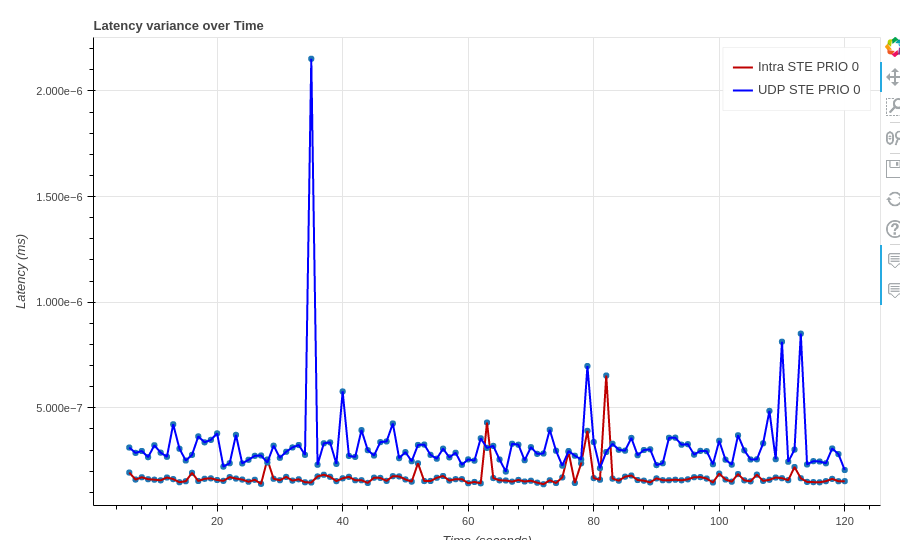 Latency variance over Time
Intra STE PRIO 0
UDP STE PRIO 0
Latency (ms)
2.000e−6
1.500e−6
1.000e−6
5.000e−7
20 40 60 80 100 120
Time (seconds)